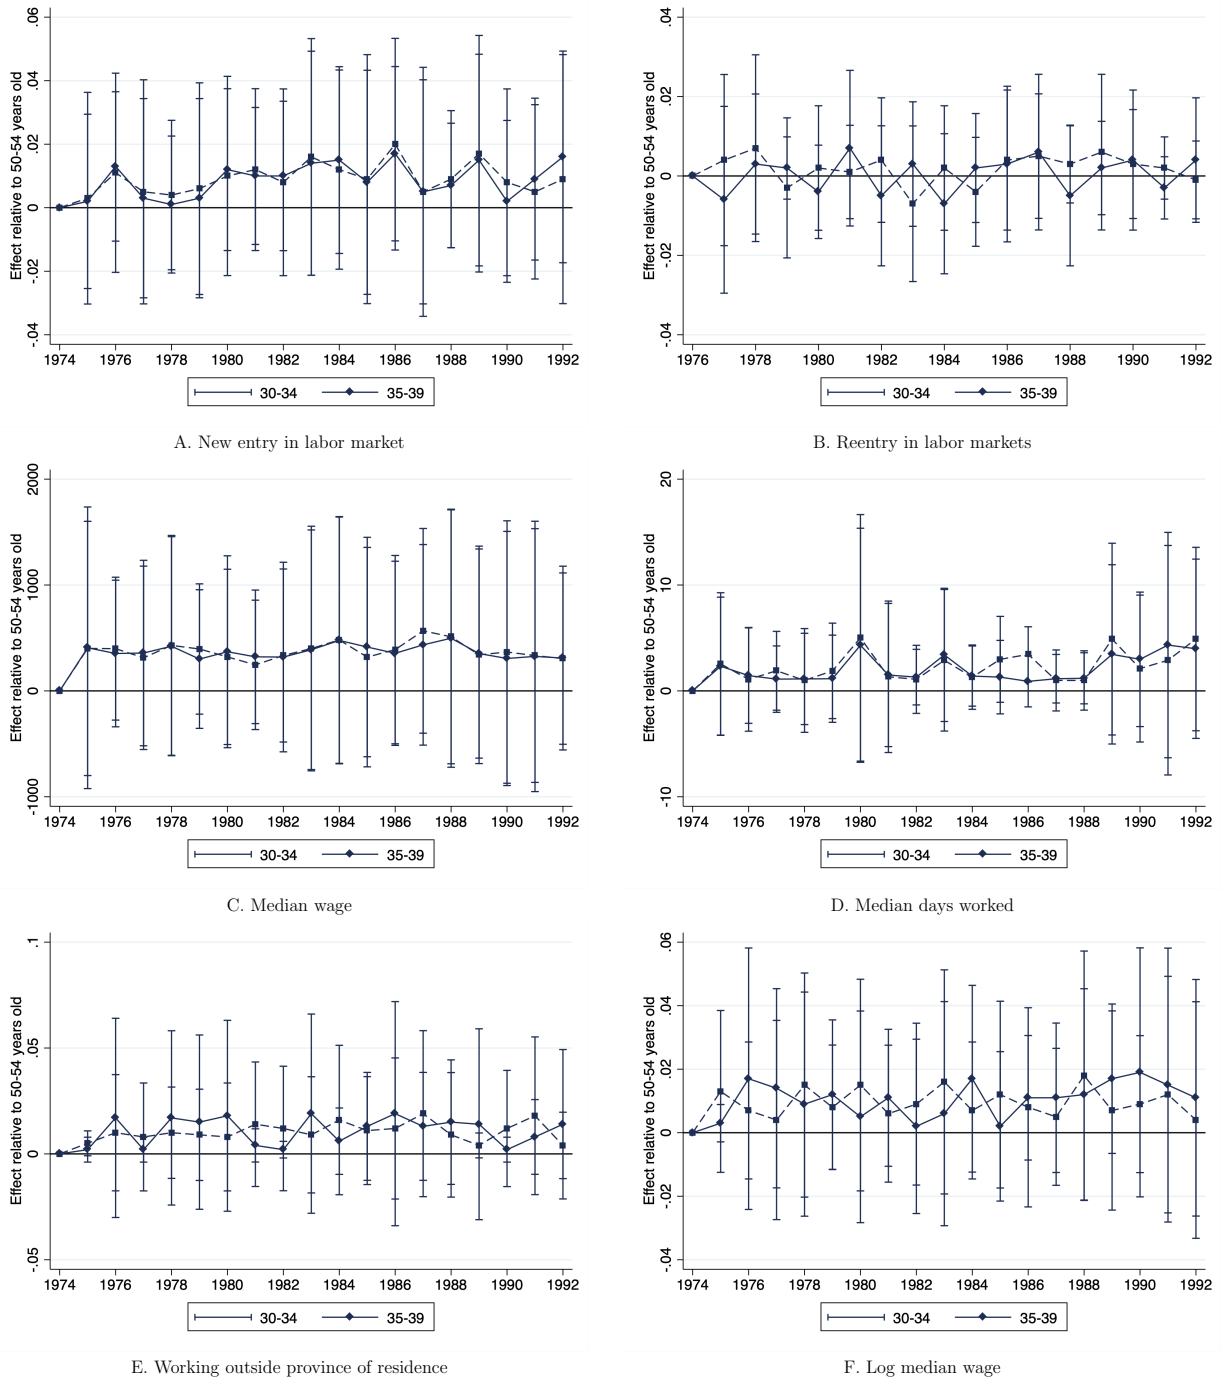 Effect relative to 50-54 years old
.06
.04
.02
0
-.02
-.04
1974 1976 1978 1980 1982 1984 1986 1988 1990 1992
30-34 35-39
A. New entry in labor market
Effect relative to 50-54 years old
.04
.02
0
-.02
-.04
1976 1978 1980 1982 1984 1986 1988 1990 1992
30-34 35-39
B. Reentry in labor markets
Effect relative to 50-54 years old
2000
1000
0
-1000
1974 1976 1978 1980 1982 1984 1986 1988 1990 1992
30-34 35-39
C. Median wage
Effect relative to 50-54 years old
20
10
0
-10
1974 1976 1978 1980 1982 1984 1986 1988 1990 1992
30-34 35-39
D. Median days worked
Effect relative to 50-54 years old
.1
.05
0
-.05
1974 1976 1978 1980 1982 1984 1986 1988 1990 1992
30-34 35-39
E. Working outside province of residence
Effect relative to 50-54 years old
.06
.04
.02
0
-.02
-.04
1974 1976 1978 1980 1982 1984 1986 1988 1990 1992
30-34 35-39
F. Log median wage